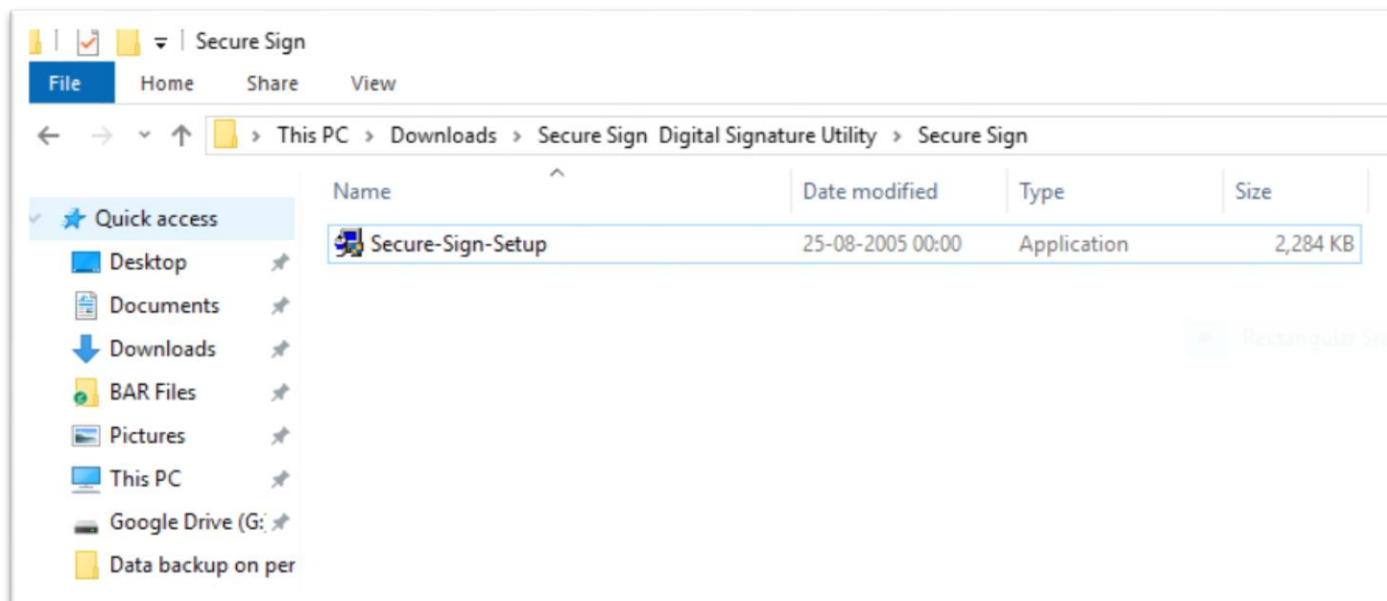 Secure Sign
File Home Share View
This PC > Downloads > Secure Sign Digital Signature Utility > Secure Sign
Name Date modified Type Size
Quick access
Secure-Sign-Setup 25-08-2005 00:00 Application 2,284 KB
Desktop
Documents
Rectangular
Downloads
BAR Files
Pictures
This PC
Google Drive (G:)
Data backup on per